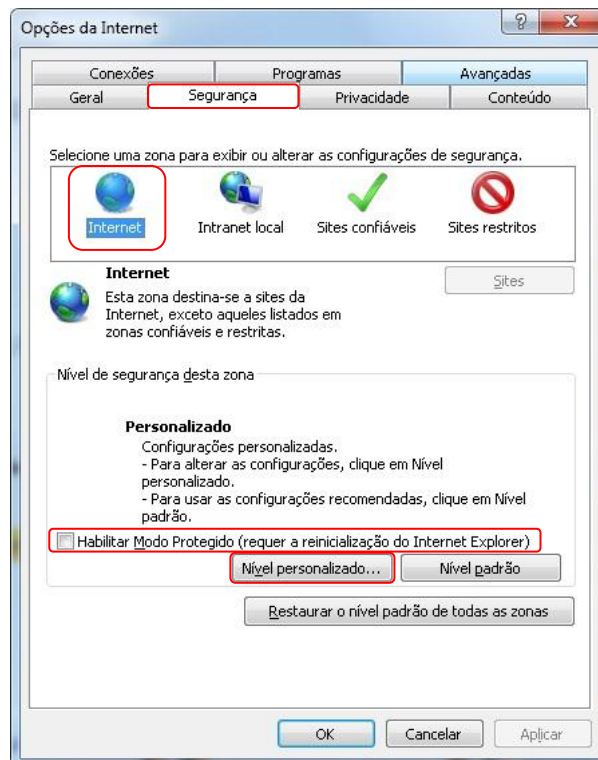 Opções da Internet
Conexões Programas Avançadas
Geral Segurança Privacidade Conteúdo
Selecione uma zona para exibir ou alterar as configurações de segurança.
Internet Intranet local Sites confiáveis Sites restritos
Internet
Sites
Esta zona destina-se a sites da
Internet, exceto aqueles listados em
zonas confiáveis e restritas.
Nível de segurança desta zona
Personalizado
Configurações personalizadas.
- Para alterar as configurações, clique em Nível
personalizado.
- Para usar as configurações recomendadas, clique em Nível
padrão.
Habilitar Modo Protegido (requer a reinicialização do Internet Explorer)
Nível personalizado... Nível padrão
Restaurar o nível padrão de todas as zonas
OK Cancelar Aplicar